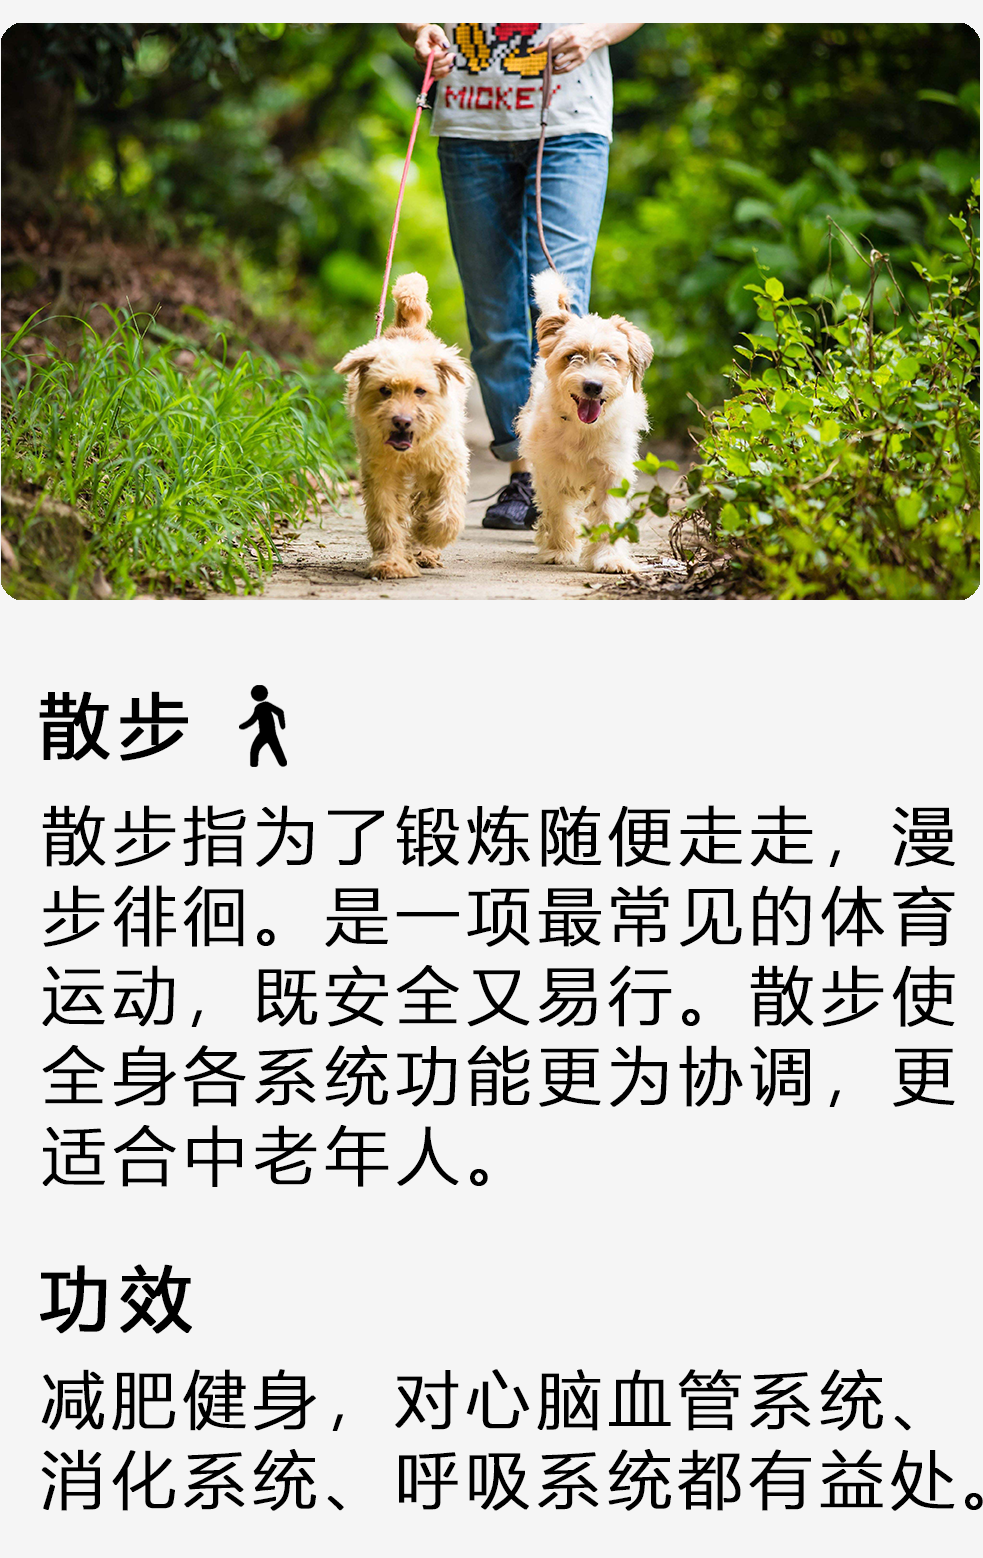 MICKEY
散步
散步指为了锻炼随便走走，漫
步徘徊。是一项最常见的体育
运动，既安全又易行。散步使
全身各系统功能更为协调，更
适合中老年人。
功效
减肥健身，对心脑血管系统、
消化系统、呼吸系统都有益处。